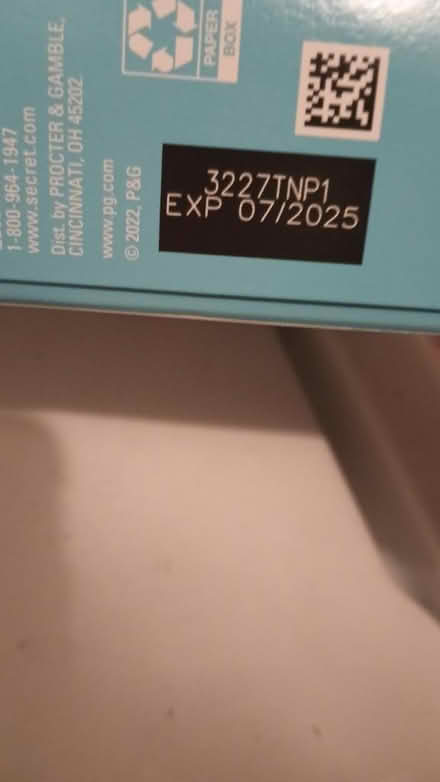 PAPER
BOX
1-800-964-1947
www.secret.com
Dist. by PROCTER & GAMBLE,
CINCINNATI, OH 45202
www.pg.com
© 2022, P&G
3227TNP1
EXP 07/2025